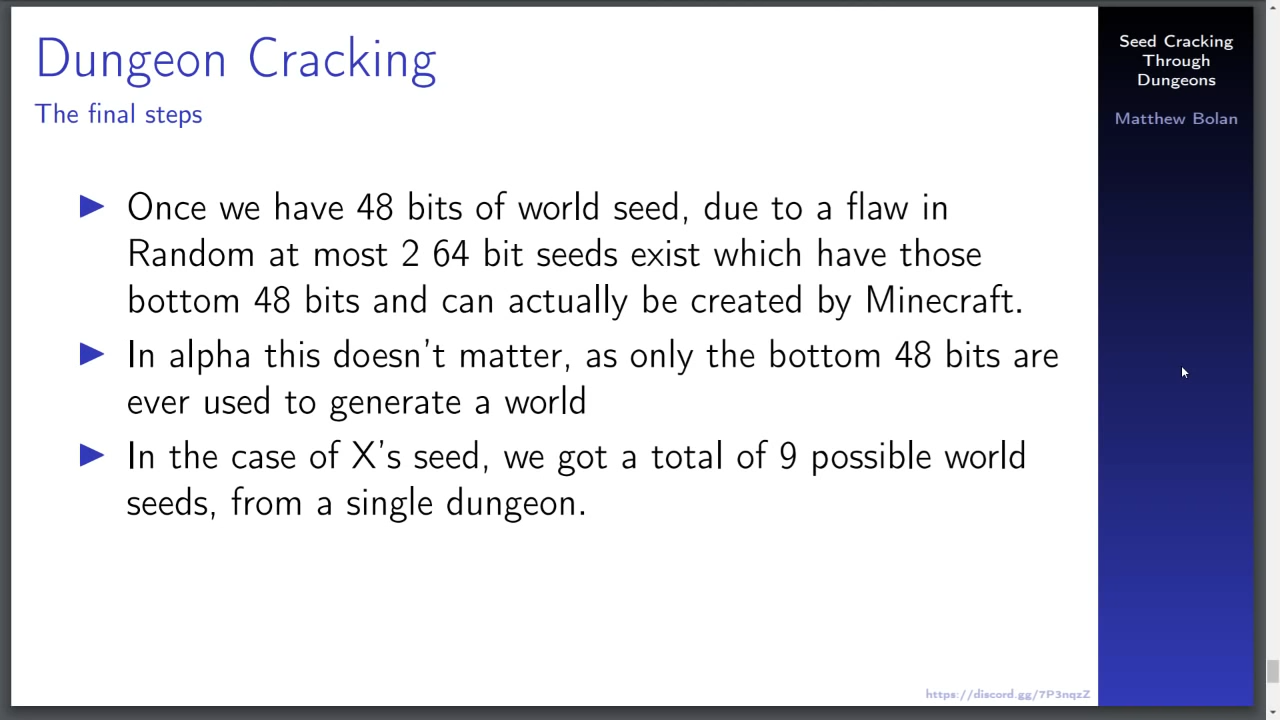 Dungeon Cracking
The final steps
Once we have 48 bits of world seed, due to a flaw in
Random at most 2 64 bit seeds exist which have those
bottom 48 bits and can actually be created by Minecraft.
In alpha this doesn't matter, as only the bottom 48 bits are
ever used to generate a world
In the case of X's seed, we got a total of 9 possible world
seeds, from a single dungeon.
Seed Cracking
Through
Dungeons
Matthew Bolan
https://discord.gg/7P3nqzZ